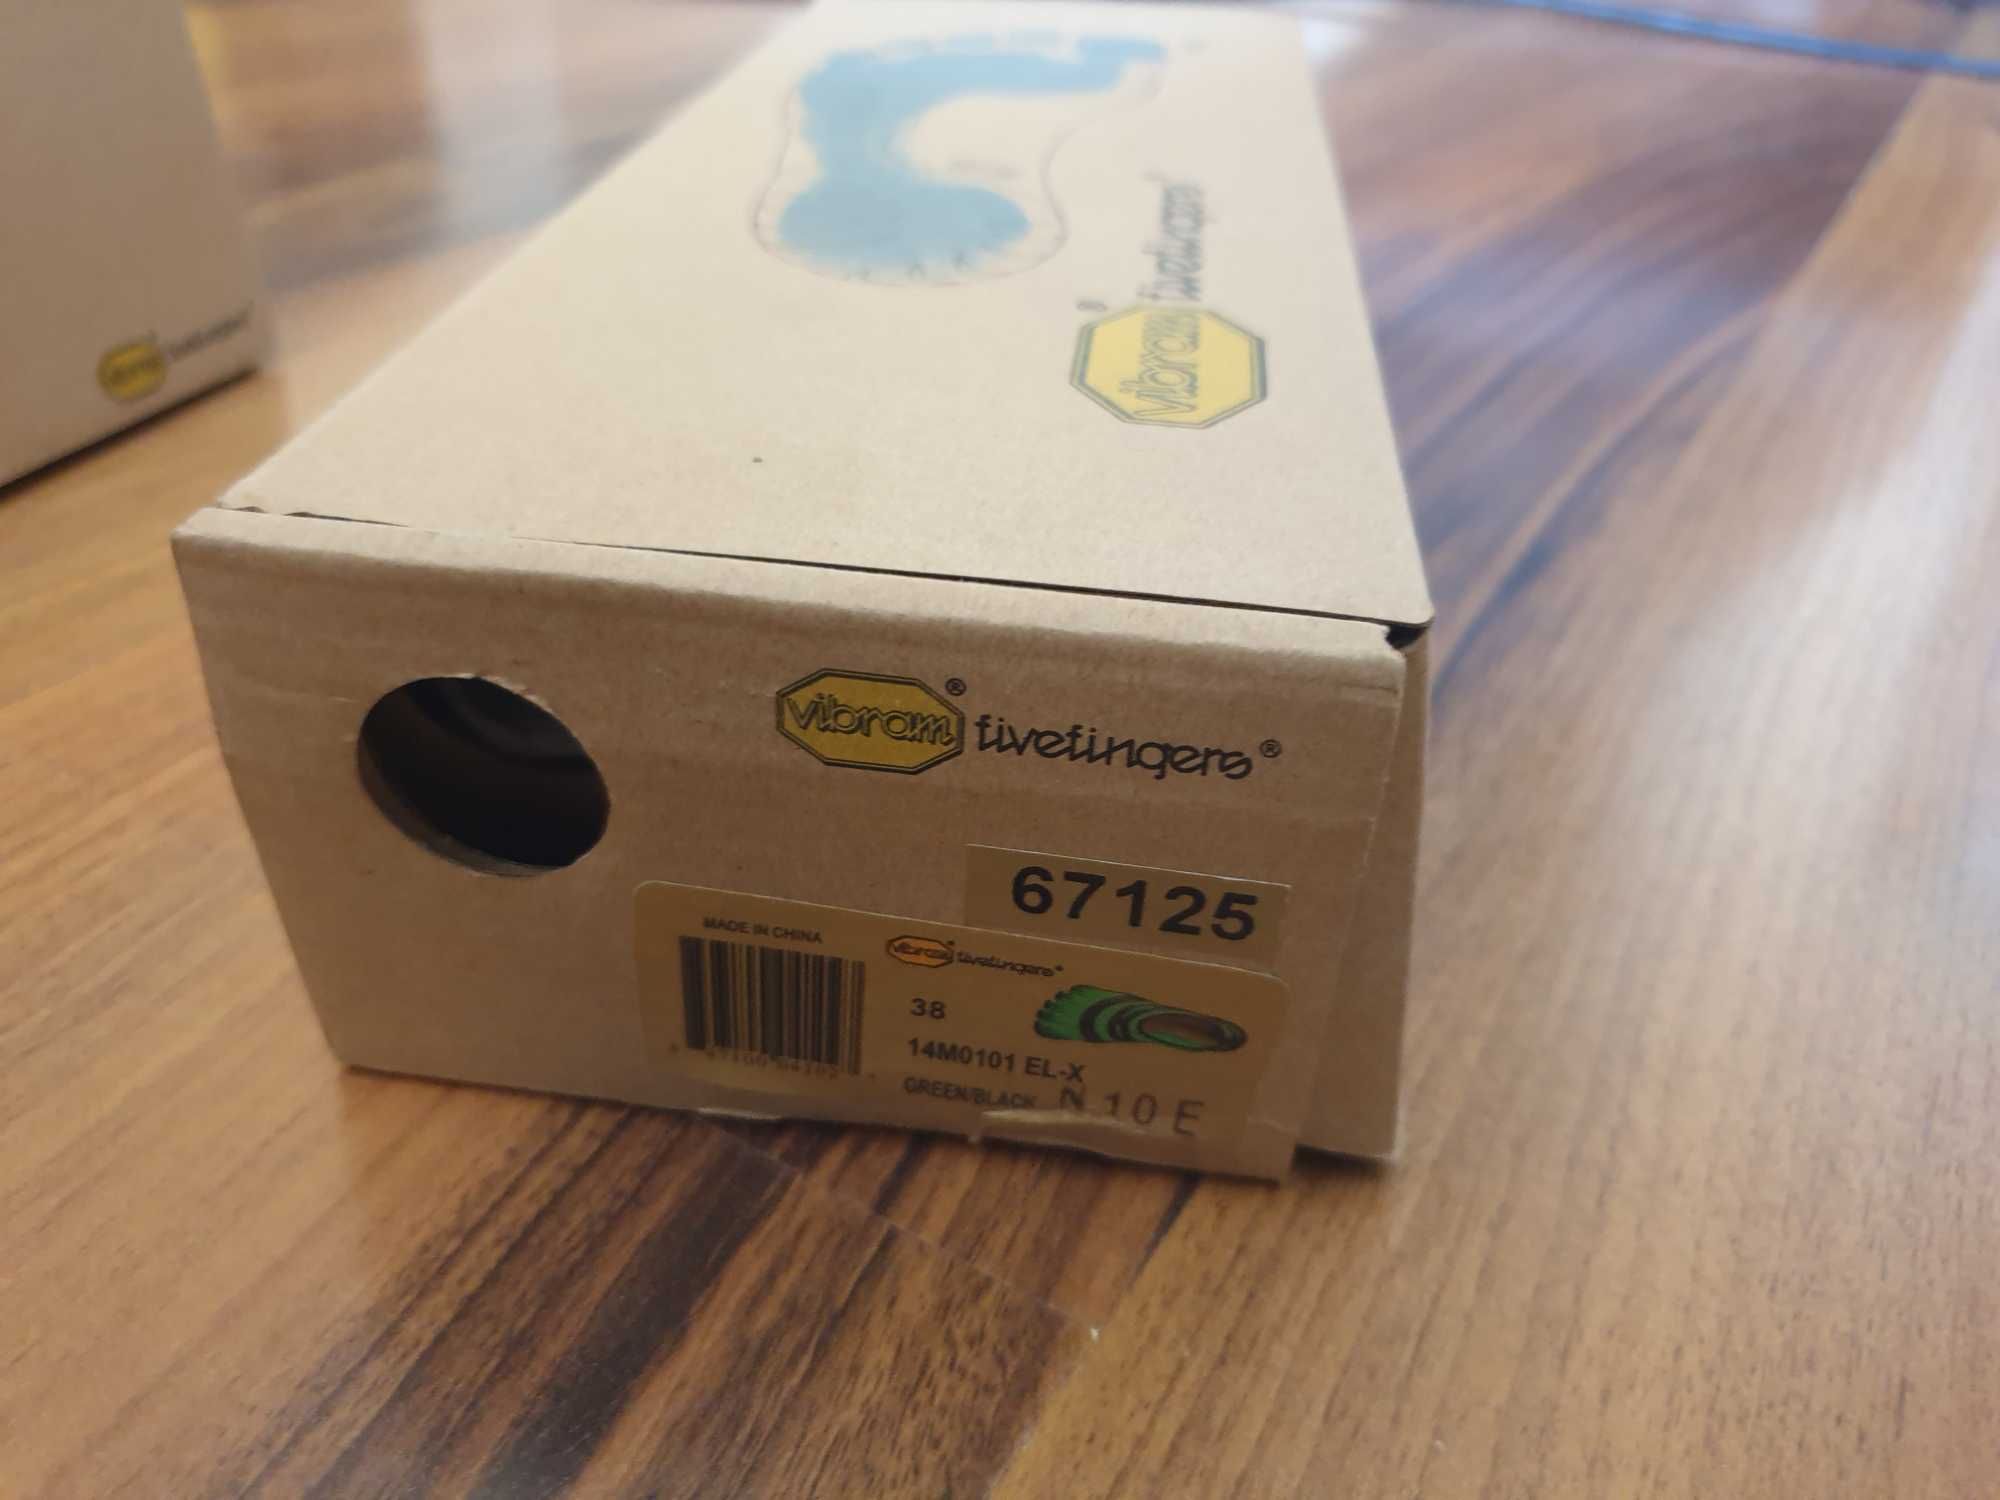 vibram® fivefingers®
vibram® fivefingers®
67125
MADE IN CHINA
vibram® fivefingers®
38
14M0101 EL-X
GREEN/BLACK N 10 E